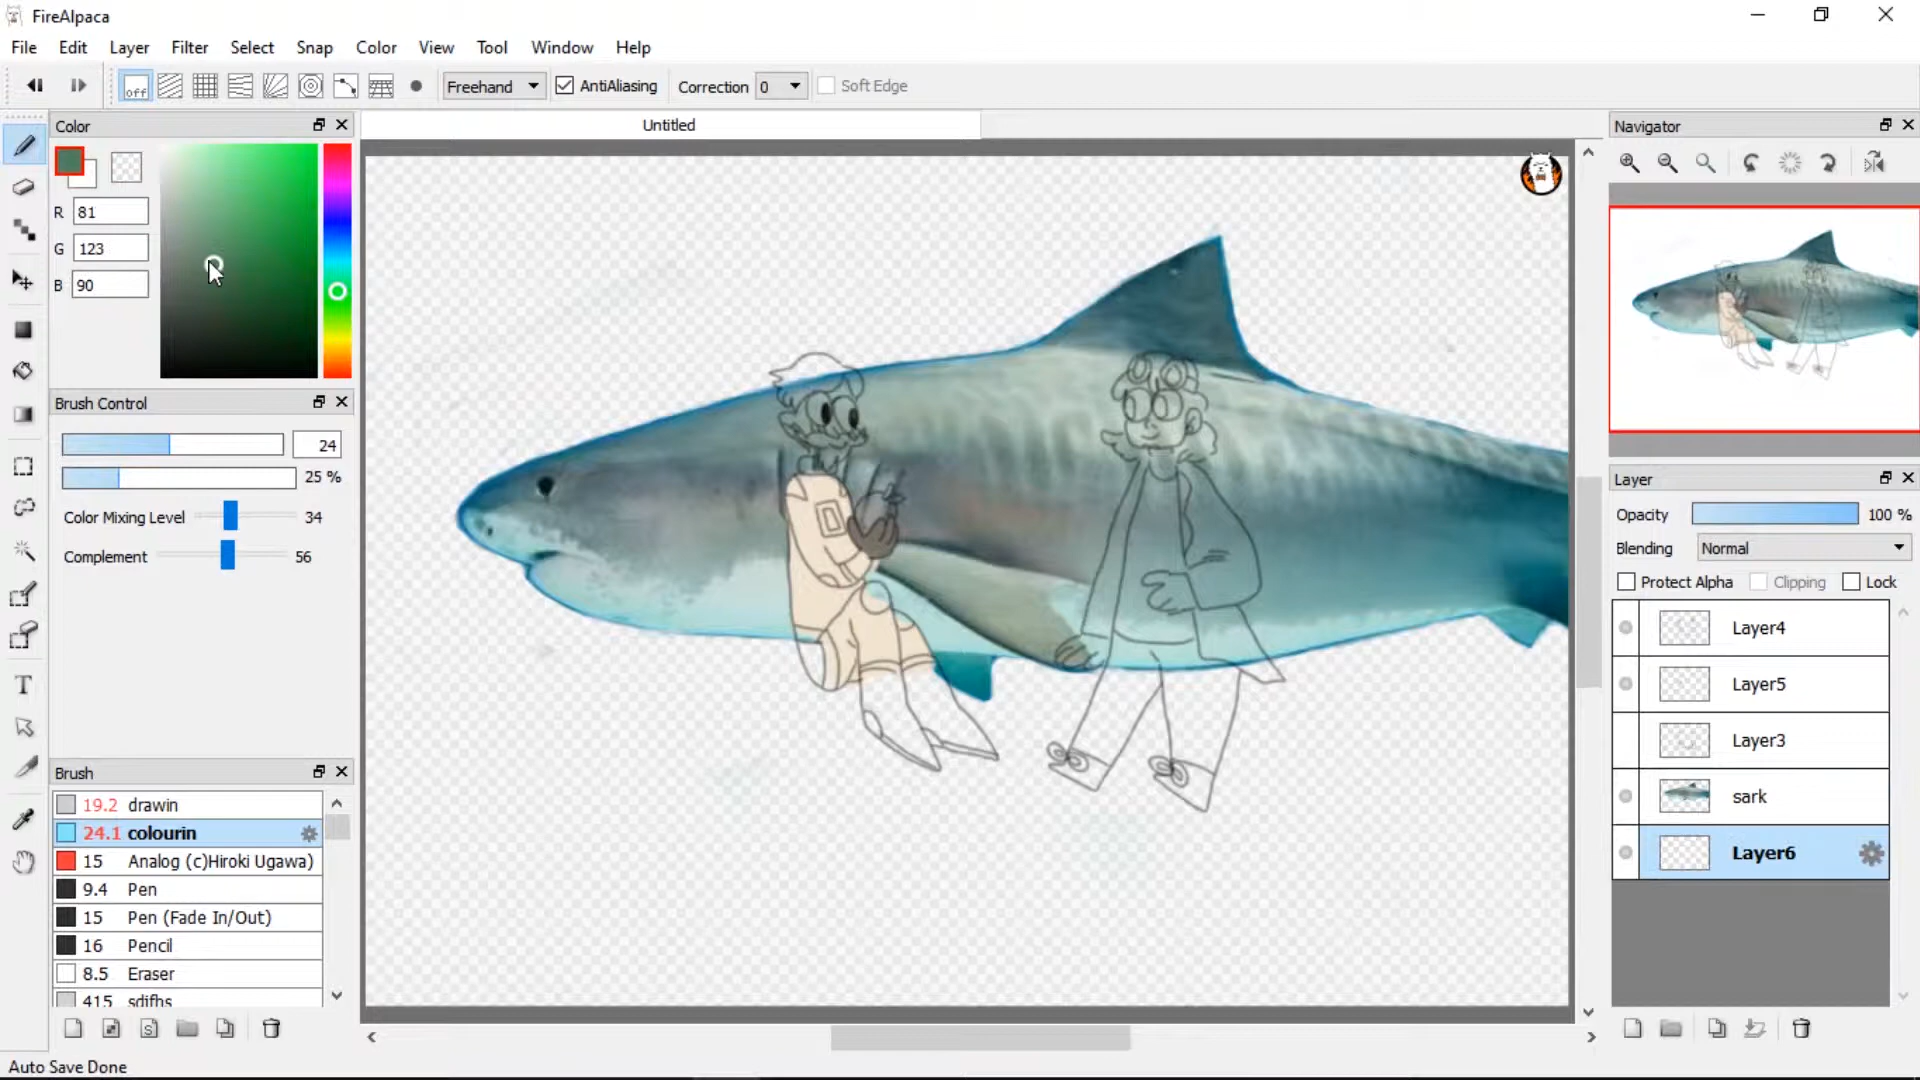 FireAlpaca
File Edit Layer Filter Select Snap Color View Tool Window Help
off Freehand AntiAliasing Correction 0 Soft Edge
Color
R 81
G 123
B 90
Brush Control
24
25 %
Color Mixing Level 34
Complement 56
Brush
19.2 drawin
24.1 colourin
15 Analog (c)Hiroki Ugawa)
9.4 Pen
15 Pen (Fade In/Out)
16 Pencil
8.5 Eraser
415 sdifhs
S
T
Auto Save Done
Untitled
Navigator
Layer
Opacity 100 %
Blending Normal
Protect Alpha Clipping Lock
Layer4
Layer5
Layer3
sark
Layer6